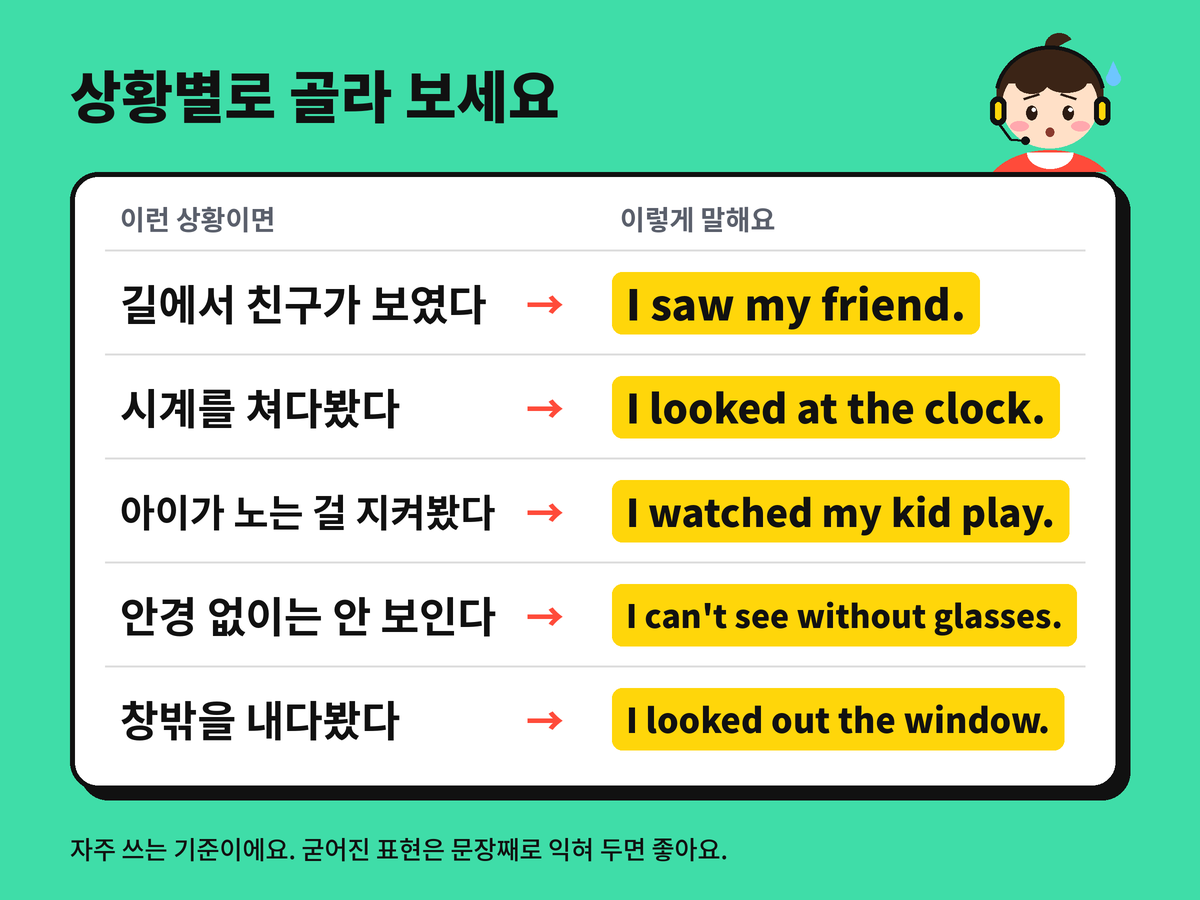 상황별로 골라 보세요
이런 상황이면 이렇게 말해요
길에서 친구가 보였다 → I saw my friend.
시계를 쳐다봤다 → I looked at the clock.
아이가 노는 걸 지켜봤다 → I watched my kid play.
안경 없이는 안 보인다 → I can't see without glasses.
창밖을 내다봤다 → I looked out the window.
자주 쓰는 기준이에요. 굳어진 표현은 문장째로 익혀 두면 좋아요.